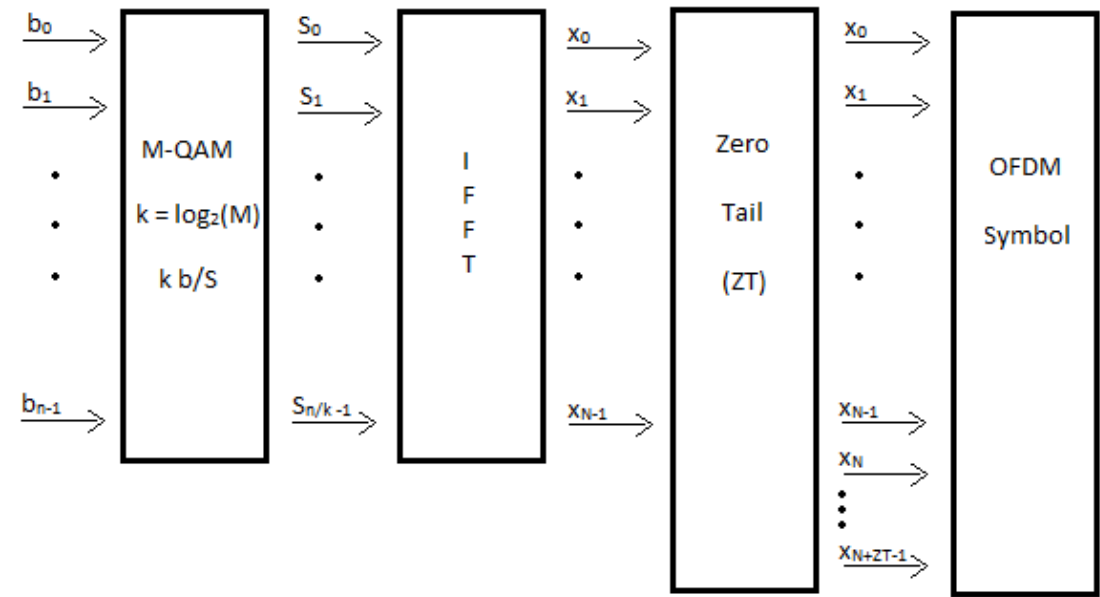 b₀
b₁
bₙ₋₁
M-QAM
k = log₂(M)
k b/S
S₀
S₁
Sn/k -1
I
F
F
T
x₀
x₁
xN-1
Zero
Tail
(ZT)
x₀
x₁
xN-1
xN
xN+ZT-1
OFDM
Symbol